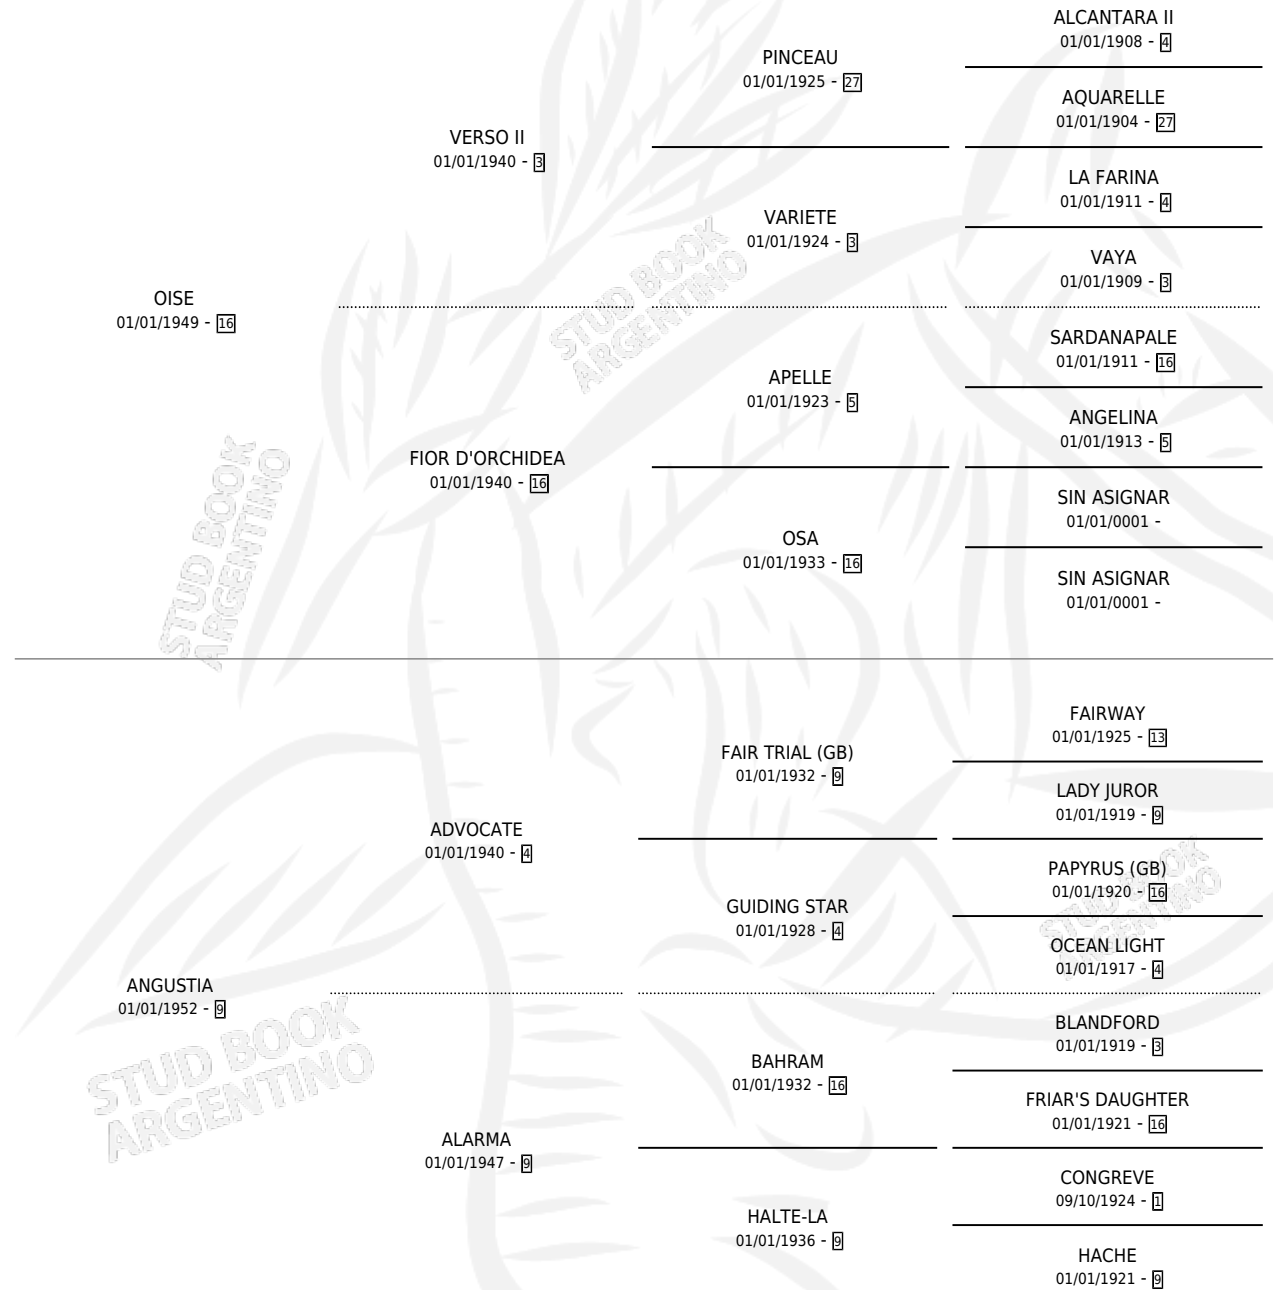 ALCANTARA II
01/01/1908 - 4
PINCEAU
01/01/1925 - 27
AQUARELLE
01/01/1904 - 27
VERSO II
01/01/1940 - 3
LA FARINA
01/01/1911 - 4
VARIETE
01/01/1924 - 3
VAYA
01/01/1909 - 3
OISE
01/01/1949 - 16
SARDANAPALE
01/01/1911 - 16
APELLE
01/01/1923 - 5
ANGELINA
01/01/1913 - 5
FIOR D'ORCHIDEA
01/01/1940 - 16
SIN ASIGNAR
01/01/0001 -
OSA
01/01/1933 - 16
SIN ASIGNAR
01/01/0001 -
FAIRWAY
01/01/1925 - 13
FAIR TRIAL (GB)
01/01/1932 - 9
LADY JUROR
01/01/1919 - 9
ADVOCATE
01/01/1940 - 4
PAPYRUS (GB)
01/01/1920 - 16
GUIDING STAR
01/01/1928 - 4
OCEAN LIGHT
01/01/1917 - 4
ANGUSTIA
01/01/1952 - 9
BLANDFORD
01/01/1919 - 3
BAHRAM
01/01/1932 - 16
FRIAR'S DAUGHTER
01/01/1921 - 16
ALARMA
01/01/1947 - 9
CONGREVE
09/10/1924 - 1
HALTE-LA
01/01/1936 - 9
HACHE
01/01/1921 - 9
STUD BOOK
ARGENTINO
STUD BOOK
ARGENTINO
STUD BOOK
ARGENTINO
STUD BOOK
ARGENTINO